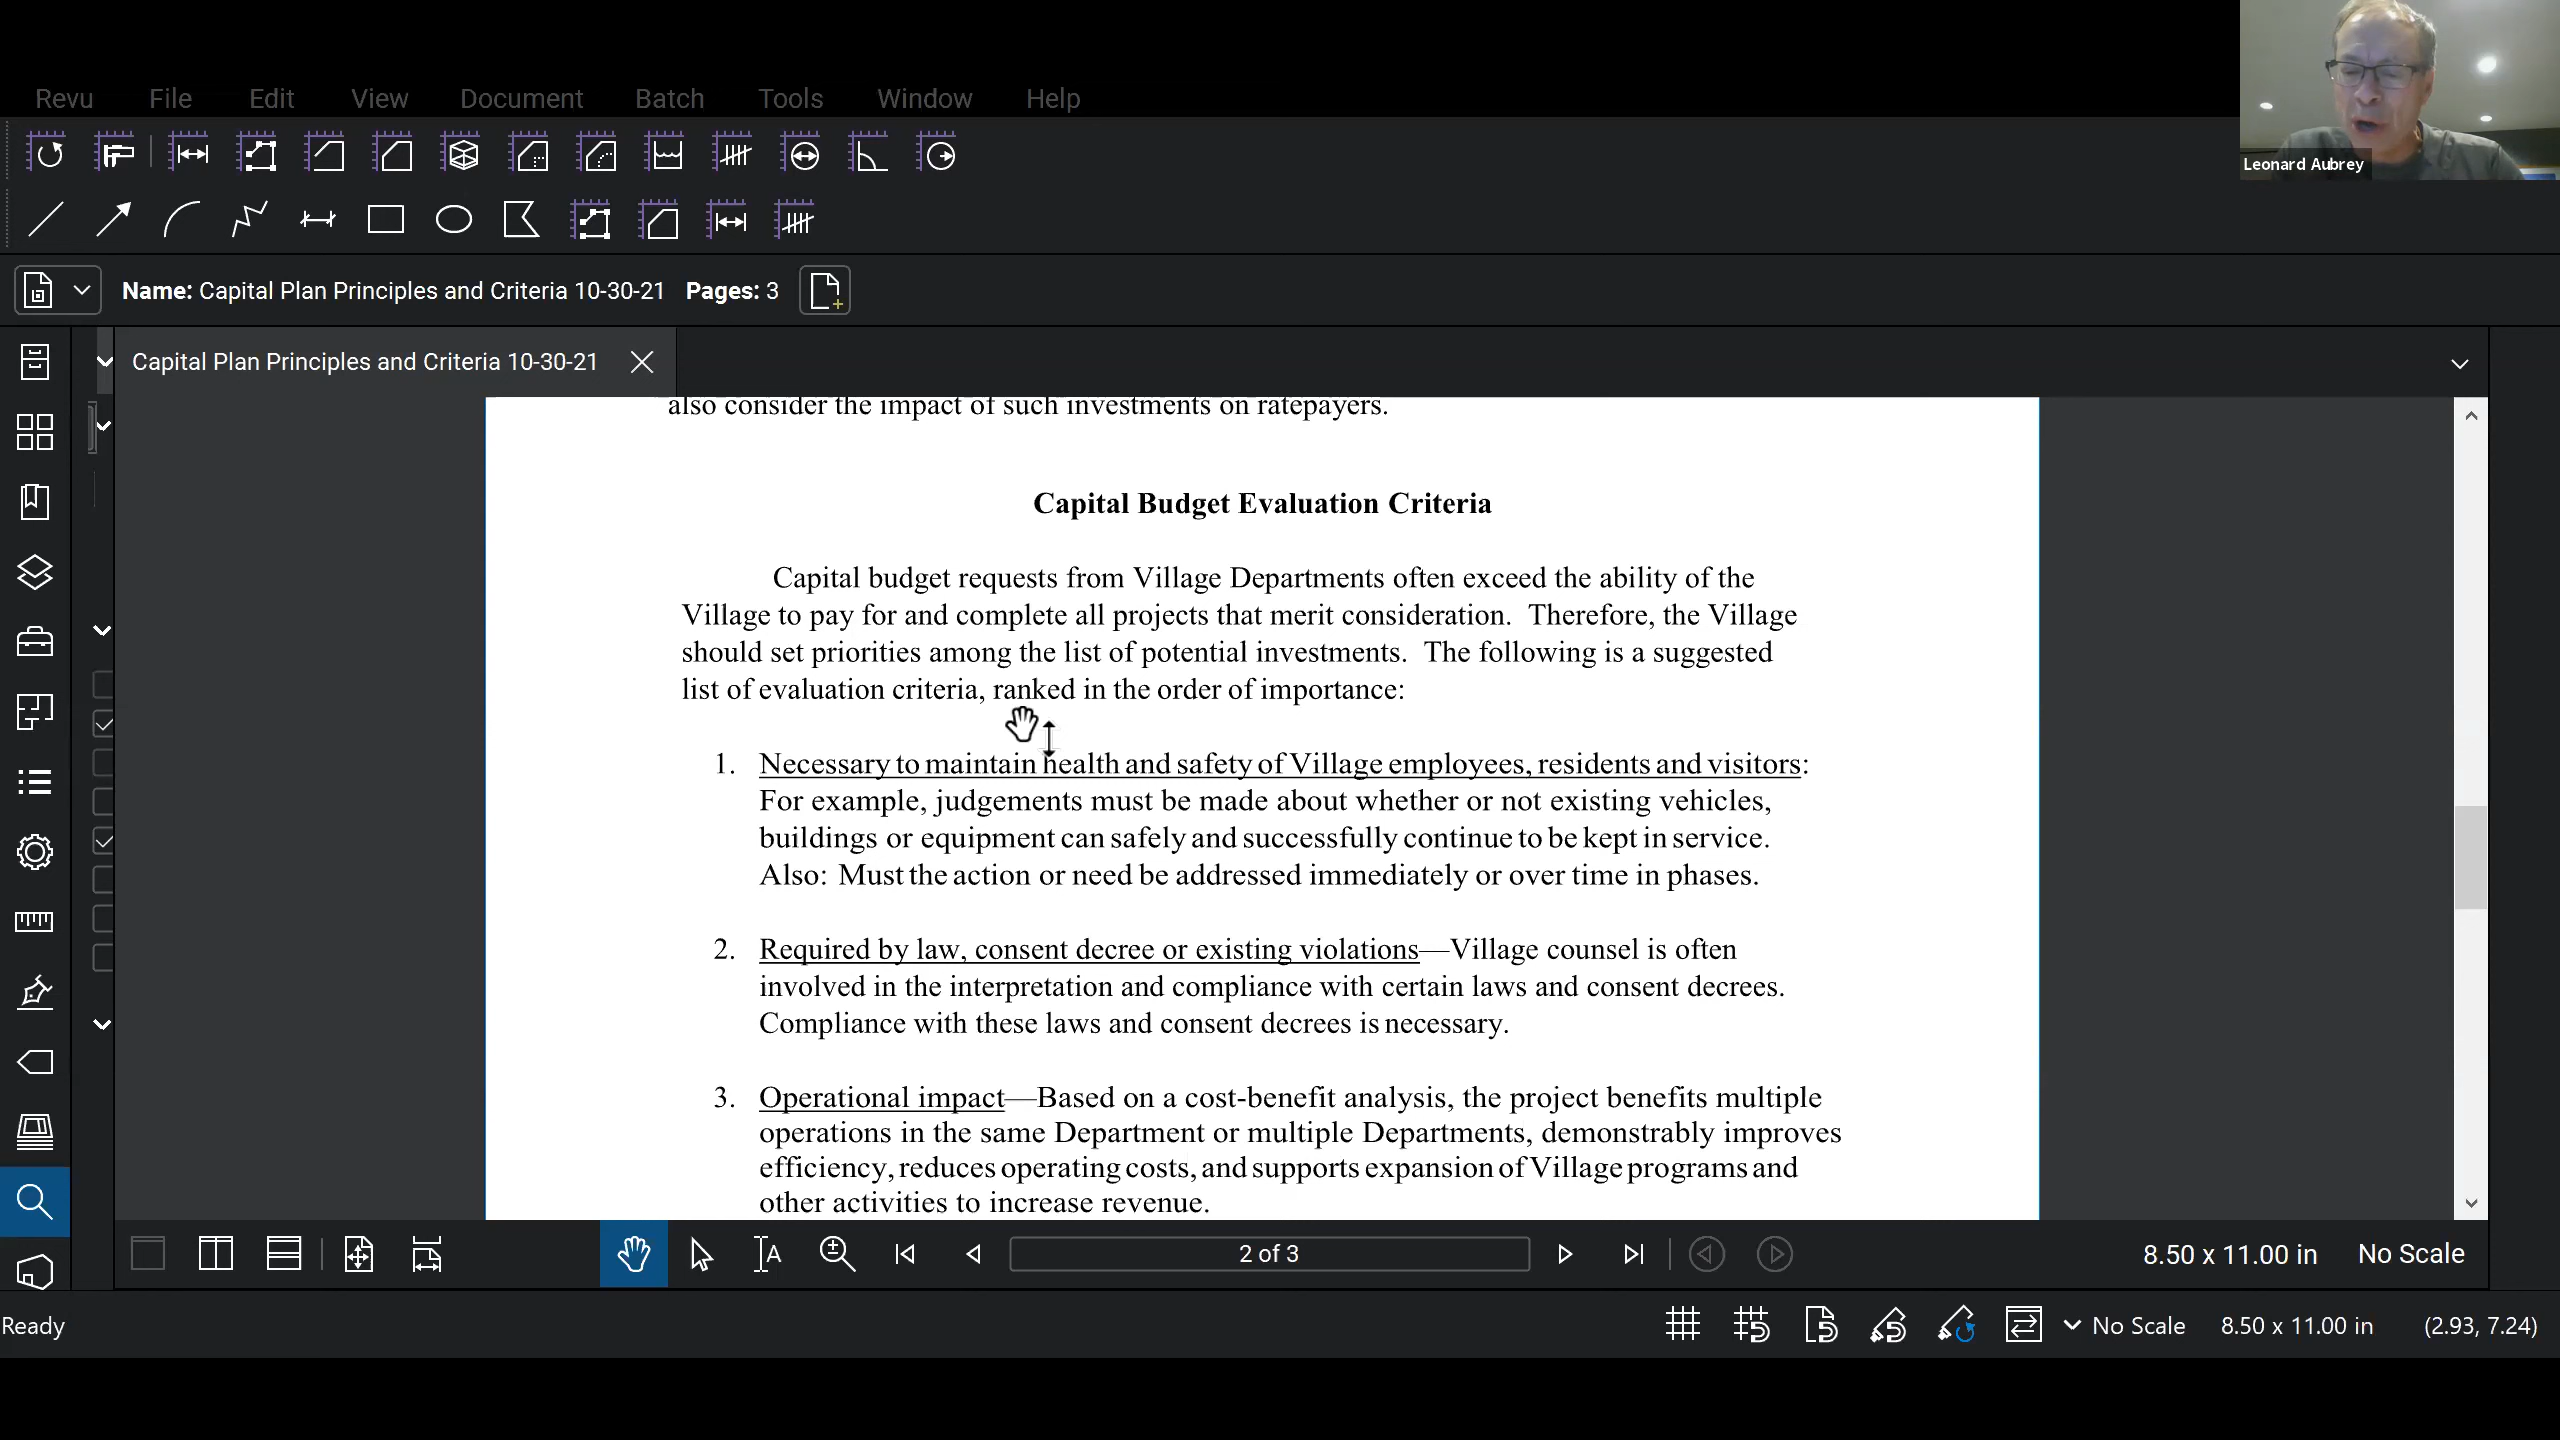 Revu File Edit View Document Batch Tools Window Help
Leonard Aubrey
Name: Capital Plan Principles and Criteria 10-30-21 Pages: 3
Capital Plan Principles and Criteria 10-30-21
also consider the impact of such investments on ratepayers.
Capital Budget Evaluation Criteria
Capital budget requests from Village Departments often exceed the ability of the
Village to pay for and complete all projects that merit consideration. Therefore, the Village
should set priorities among the list of potential investments. The following is a suggested
list of evaluation criteria, ranked in the order of importance:
1. Necessary to maintain health and safety of Village employees, residents and visitors:
For example, judgements must be made about whether or not existing vehicles,
buildings or equipment can safely and successfully continue to be kept in service.
Also: Must the action or need be addressed immediately or over time in phases.
2. Required by law, consent decree or existing violations—Village counsel is often
involved in the interpretation and compliance with certain laws and consent decrees.
Compliance with these laws and consent decrees is necessary.
3. Operational impact—Based on a cost-benefit analysis, the project benefits multiple
operations in the same Department or multiple Departments, demonstrably improves
efficiency, reduces operating costs, and supports expansion of Village programs and
other activities to increase revenue.
2 of 3
8.50 x 11.00 in No Scale
Ready
No Scale 8.50 x 11.00 in (2.93, 7.24)